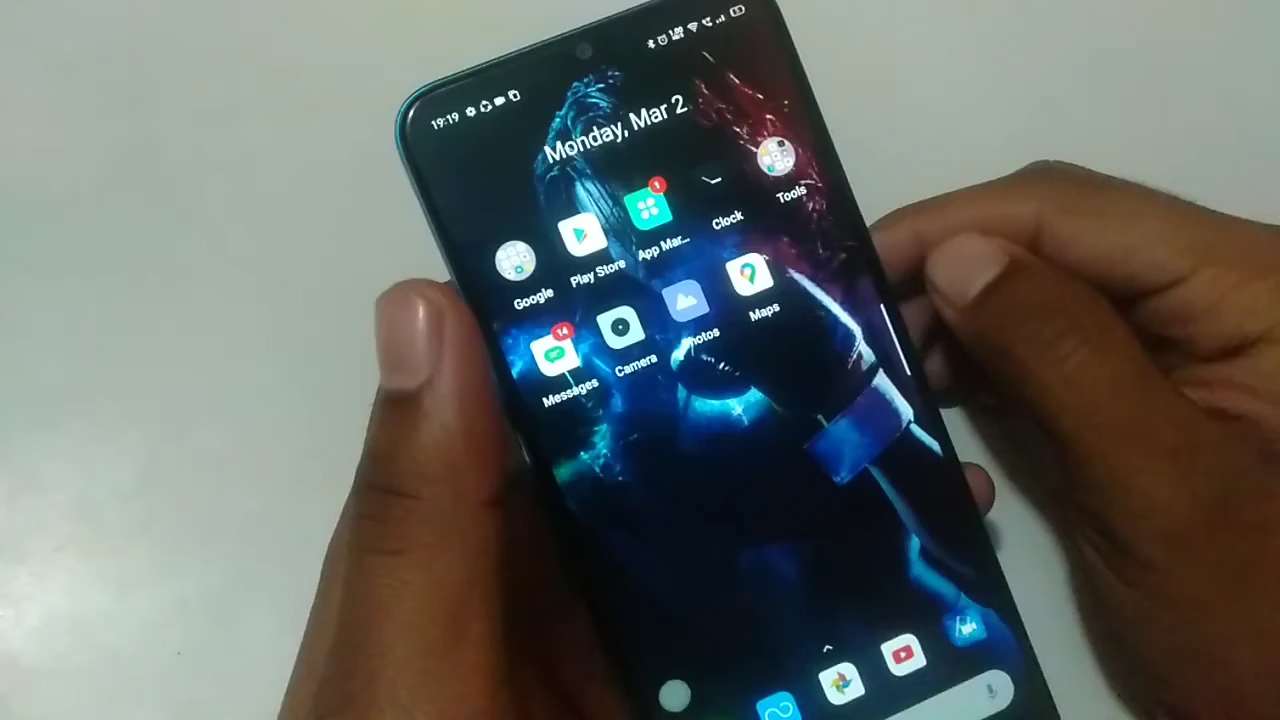 19:19
Monday, Mar 2
Google
Play Store
1
App Mar...
Clock
Tools
14
Messages
Camera
Photos
Maps